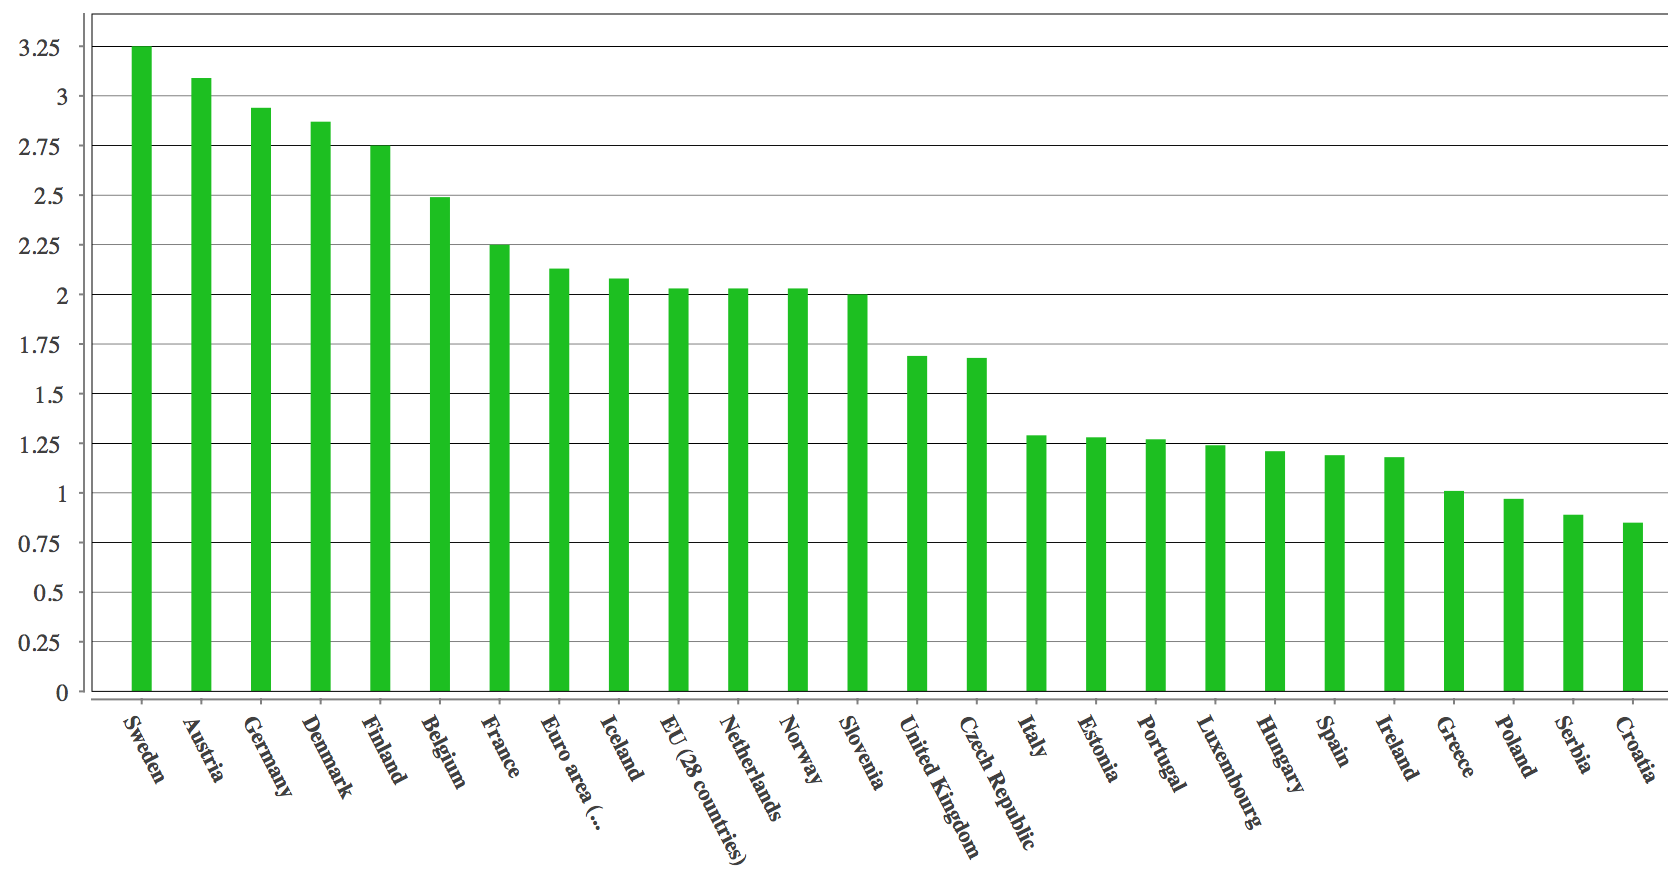 3.25
3
2.75
2.5
2.25
2
1.75
1.5
1.25
1
0.75
0.5
0.25
0
Sweden
Austria
Germany
Denmark
Finland
Belgium
France
Euro area (...
Iceland
EU (28 countries)
Netherlands
Norway
Slovenia
United Kingdom
Czech Republic
Italy
Estonia
Portugal
Luxembourg
Hungary
Spain
Ireland
Greece
Poland
Serbia
Croatia